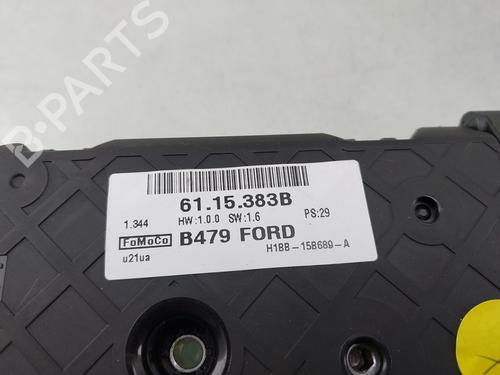 61.15.383B
1.344 HW:1.0.0 SW:1.6 PS:29
FoMoCo B479 FORD
u21ua H1BB-15B689-A
B-PARTS